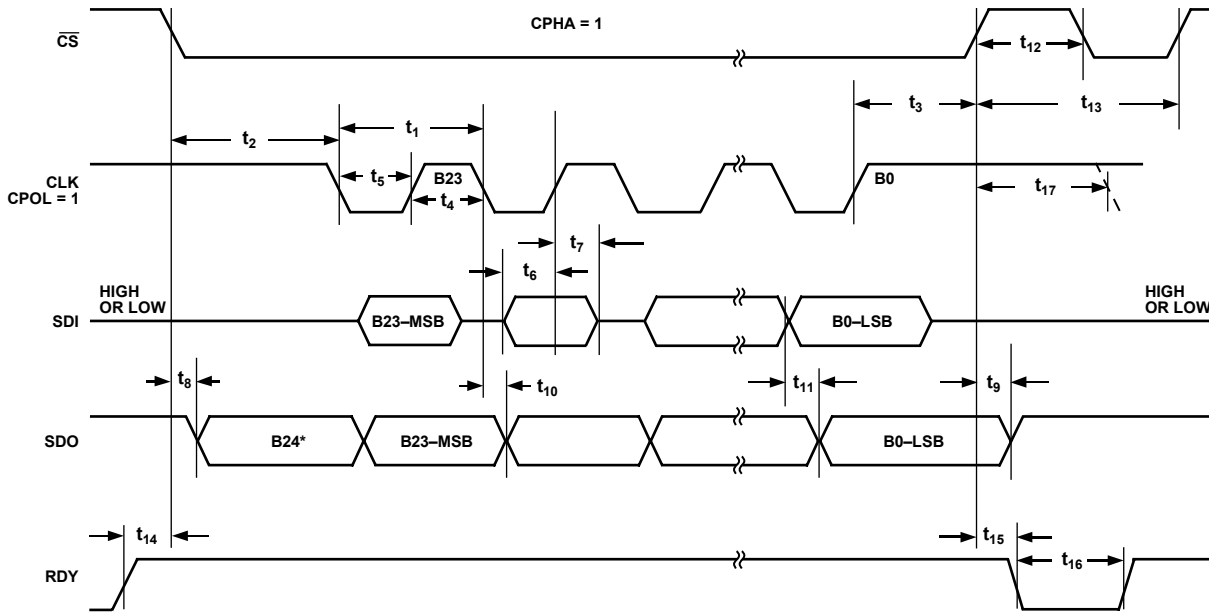 CPHA = 1
CS
t12
t3
t13
t1
t2
CLK
CPOL = 1
t5
B23
t4
B0
t17
t7
t6
HIGH
OR LOW
SDI
B23–MSB
B0–LSB
HIGH
OR LOW
t8
t10
t11
t9
SDO
B24*
B23–MSB
B0–LSB
t14
t15
t16
RDY